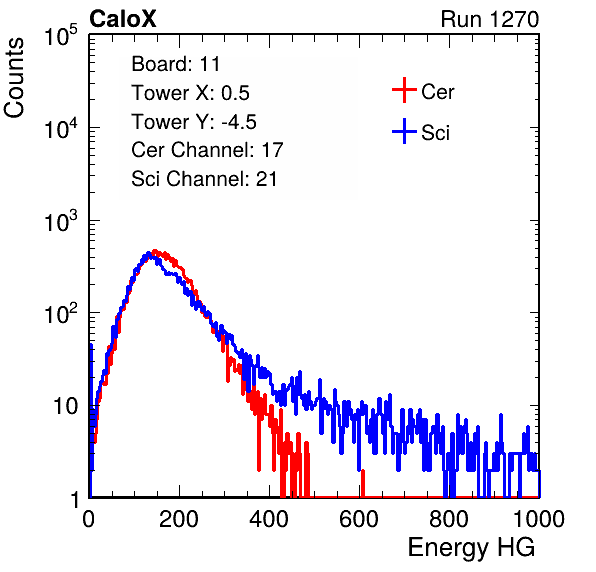 CaloX Run 1270
Counts
10^5
10^4
10^3
10^2
10
1
Board: 11
Tower X: 0.5
Tower Y: -4.5
Cer Channel: 17
Sci Channel: 21
Cer
Sci
0 200 400 600 800 1000
Energy HG